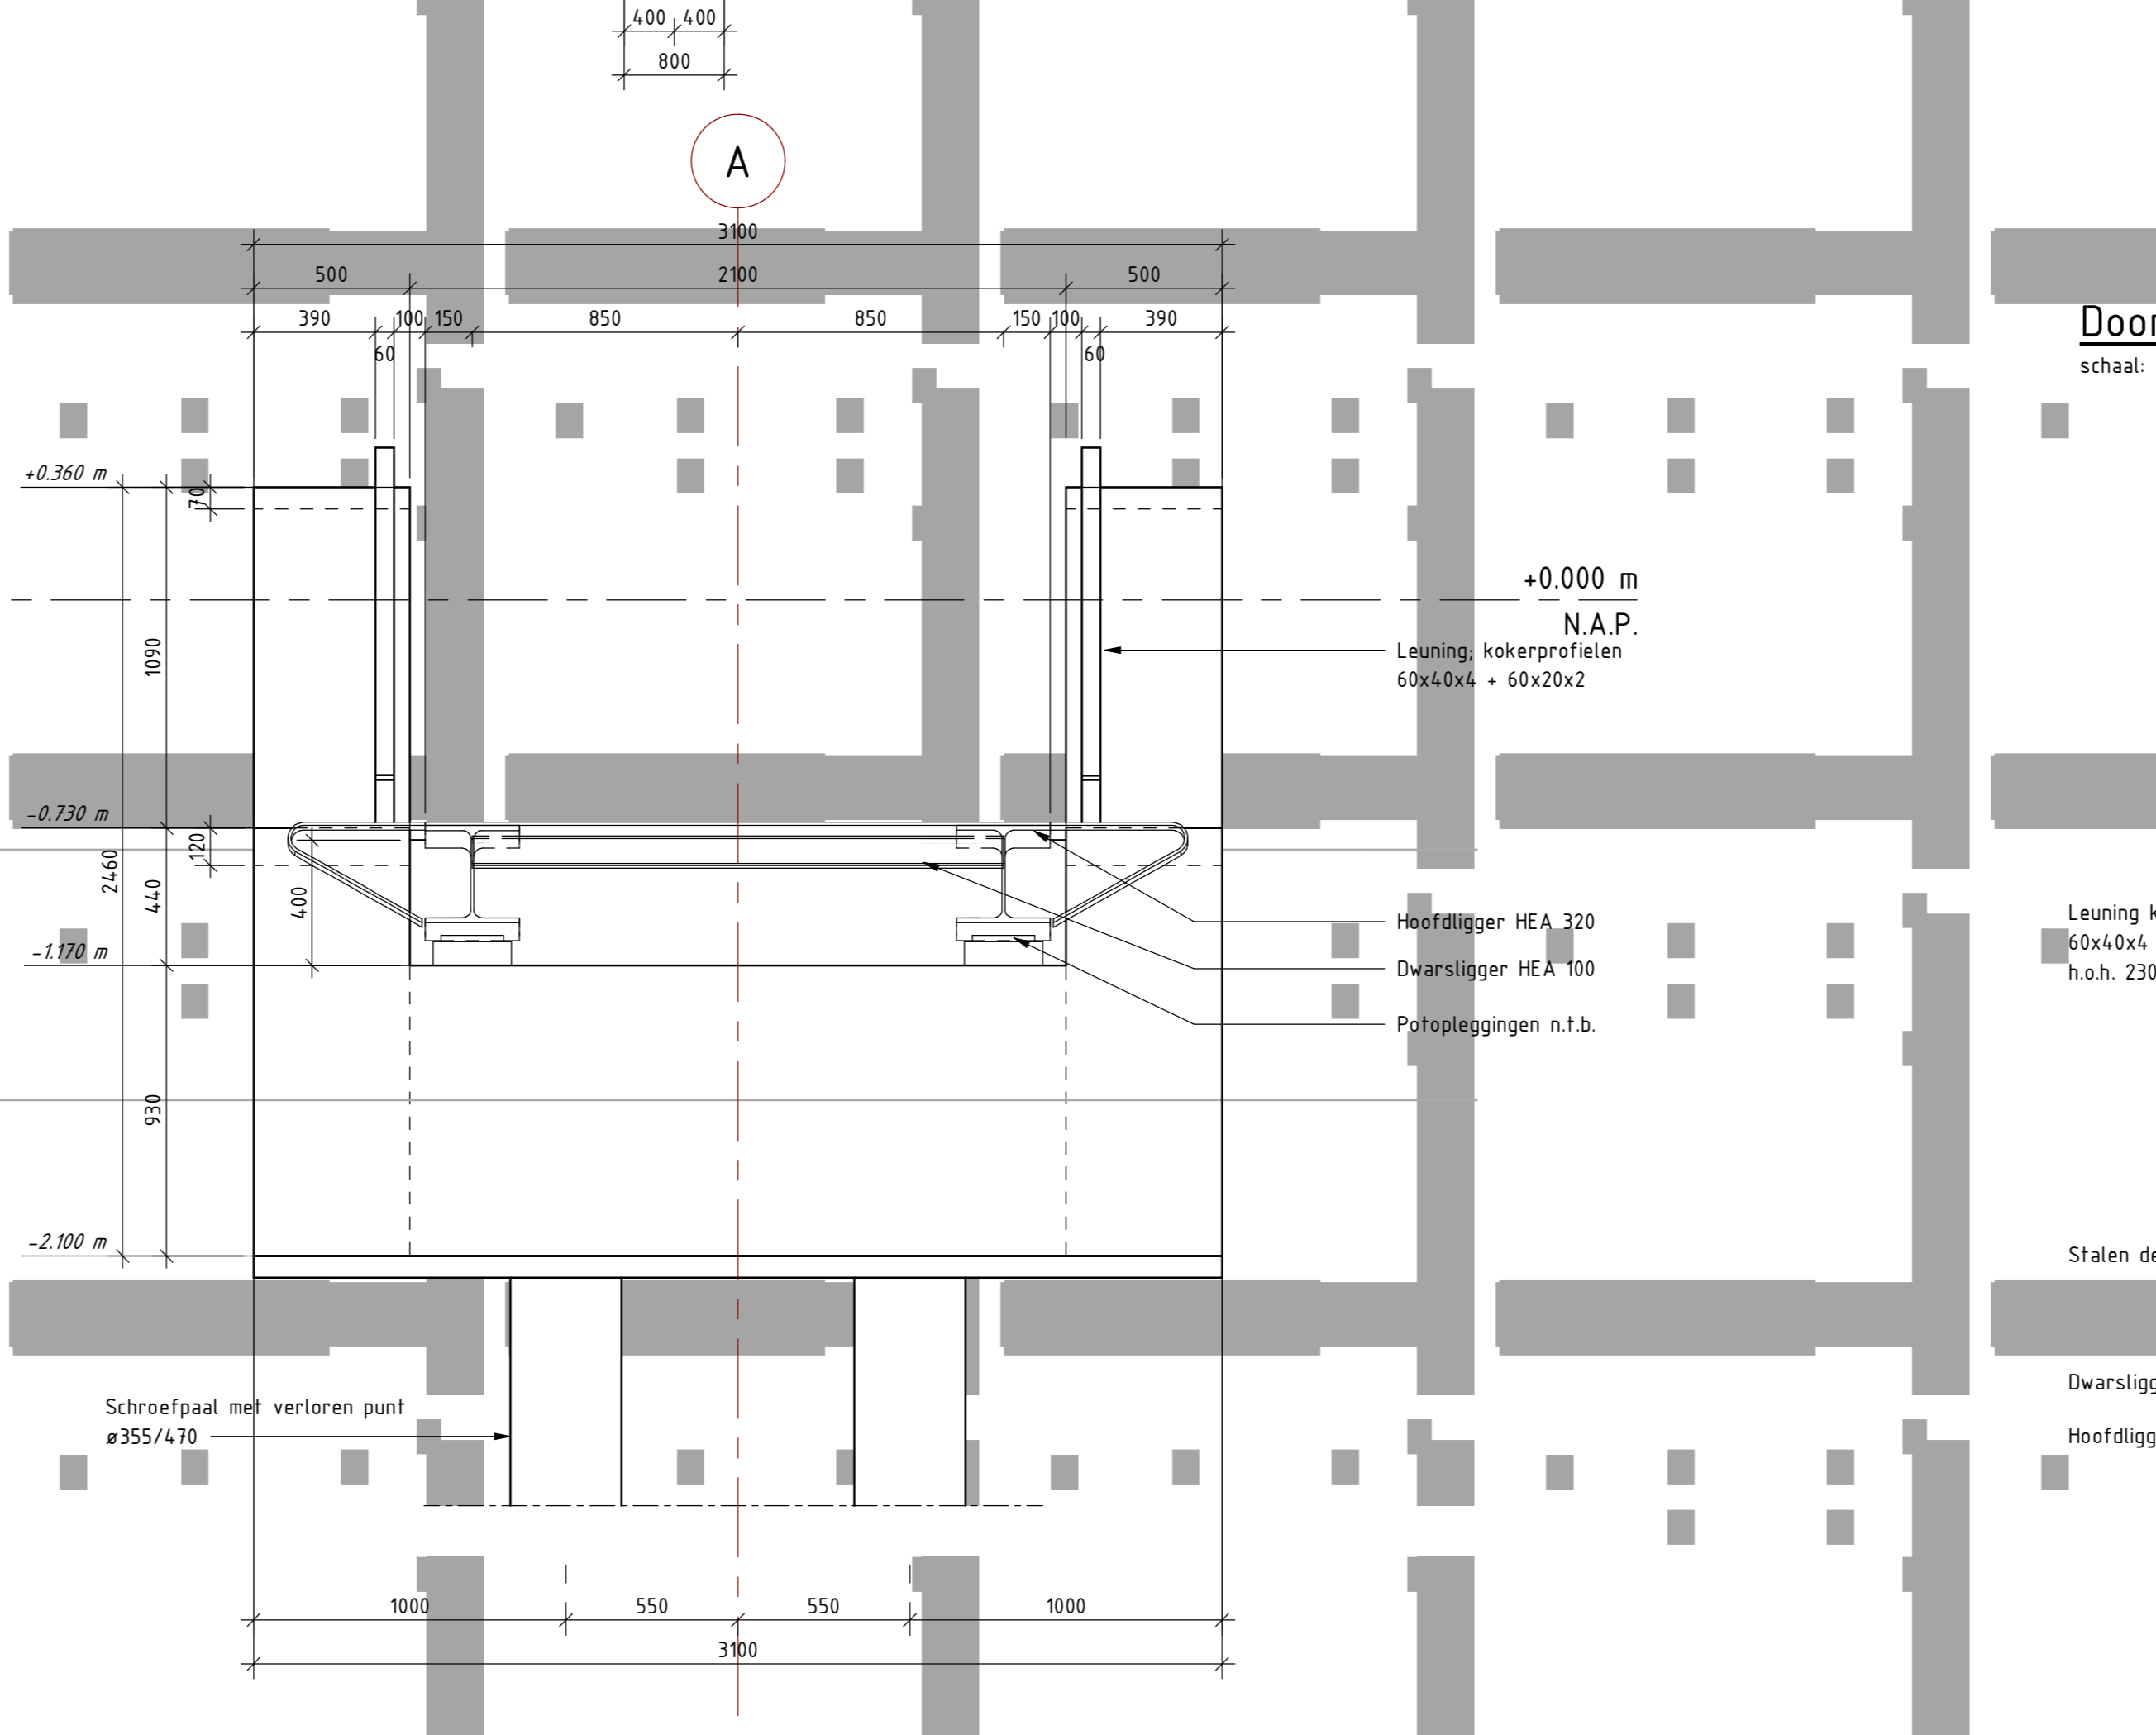 400 400
800
A
3100
500 2100 500
390 100 150 850 850 150 100 390
60 60
Door
schaal:
+0.360 m
70
+0.000 m
N.A.P.
Leuning; kokerprofielen
60x40x4 + 60x20x2
1090
-0.730 m
120
2460
440
400
-1.170 m
Hoofdligger HEA 320
Dwarsligger HEA 100
Potopleggingen n.t.b.
Leuning k
60x40x4
h.o.h. 230
930
-2.100 m
Stalen de
Dwarsligg
Hoofdligg
Schroefpaal met verloren punt
ø355/470
1000 550 550 1000
3100